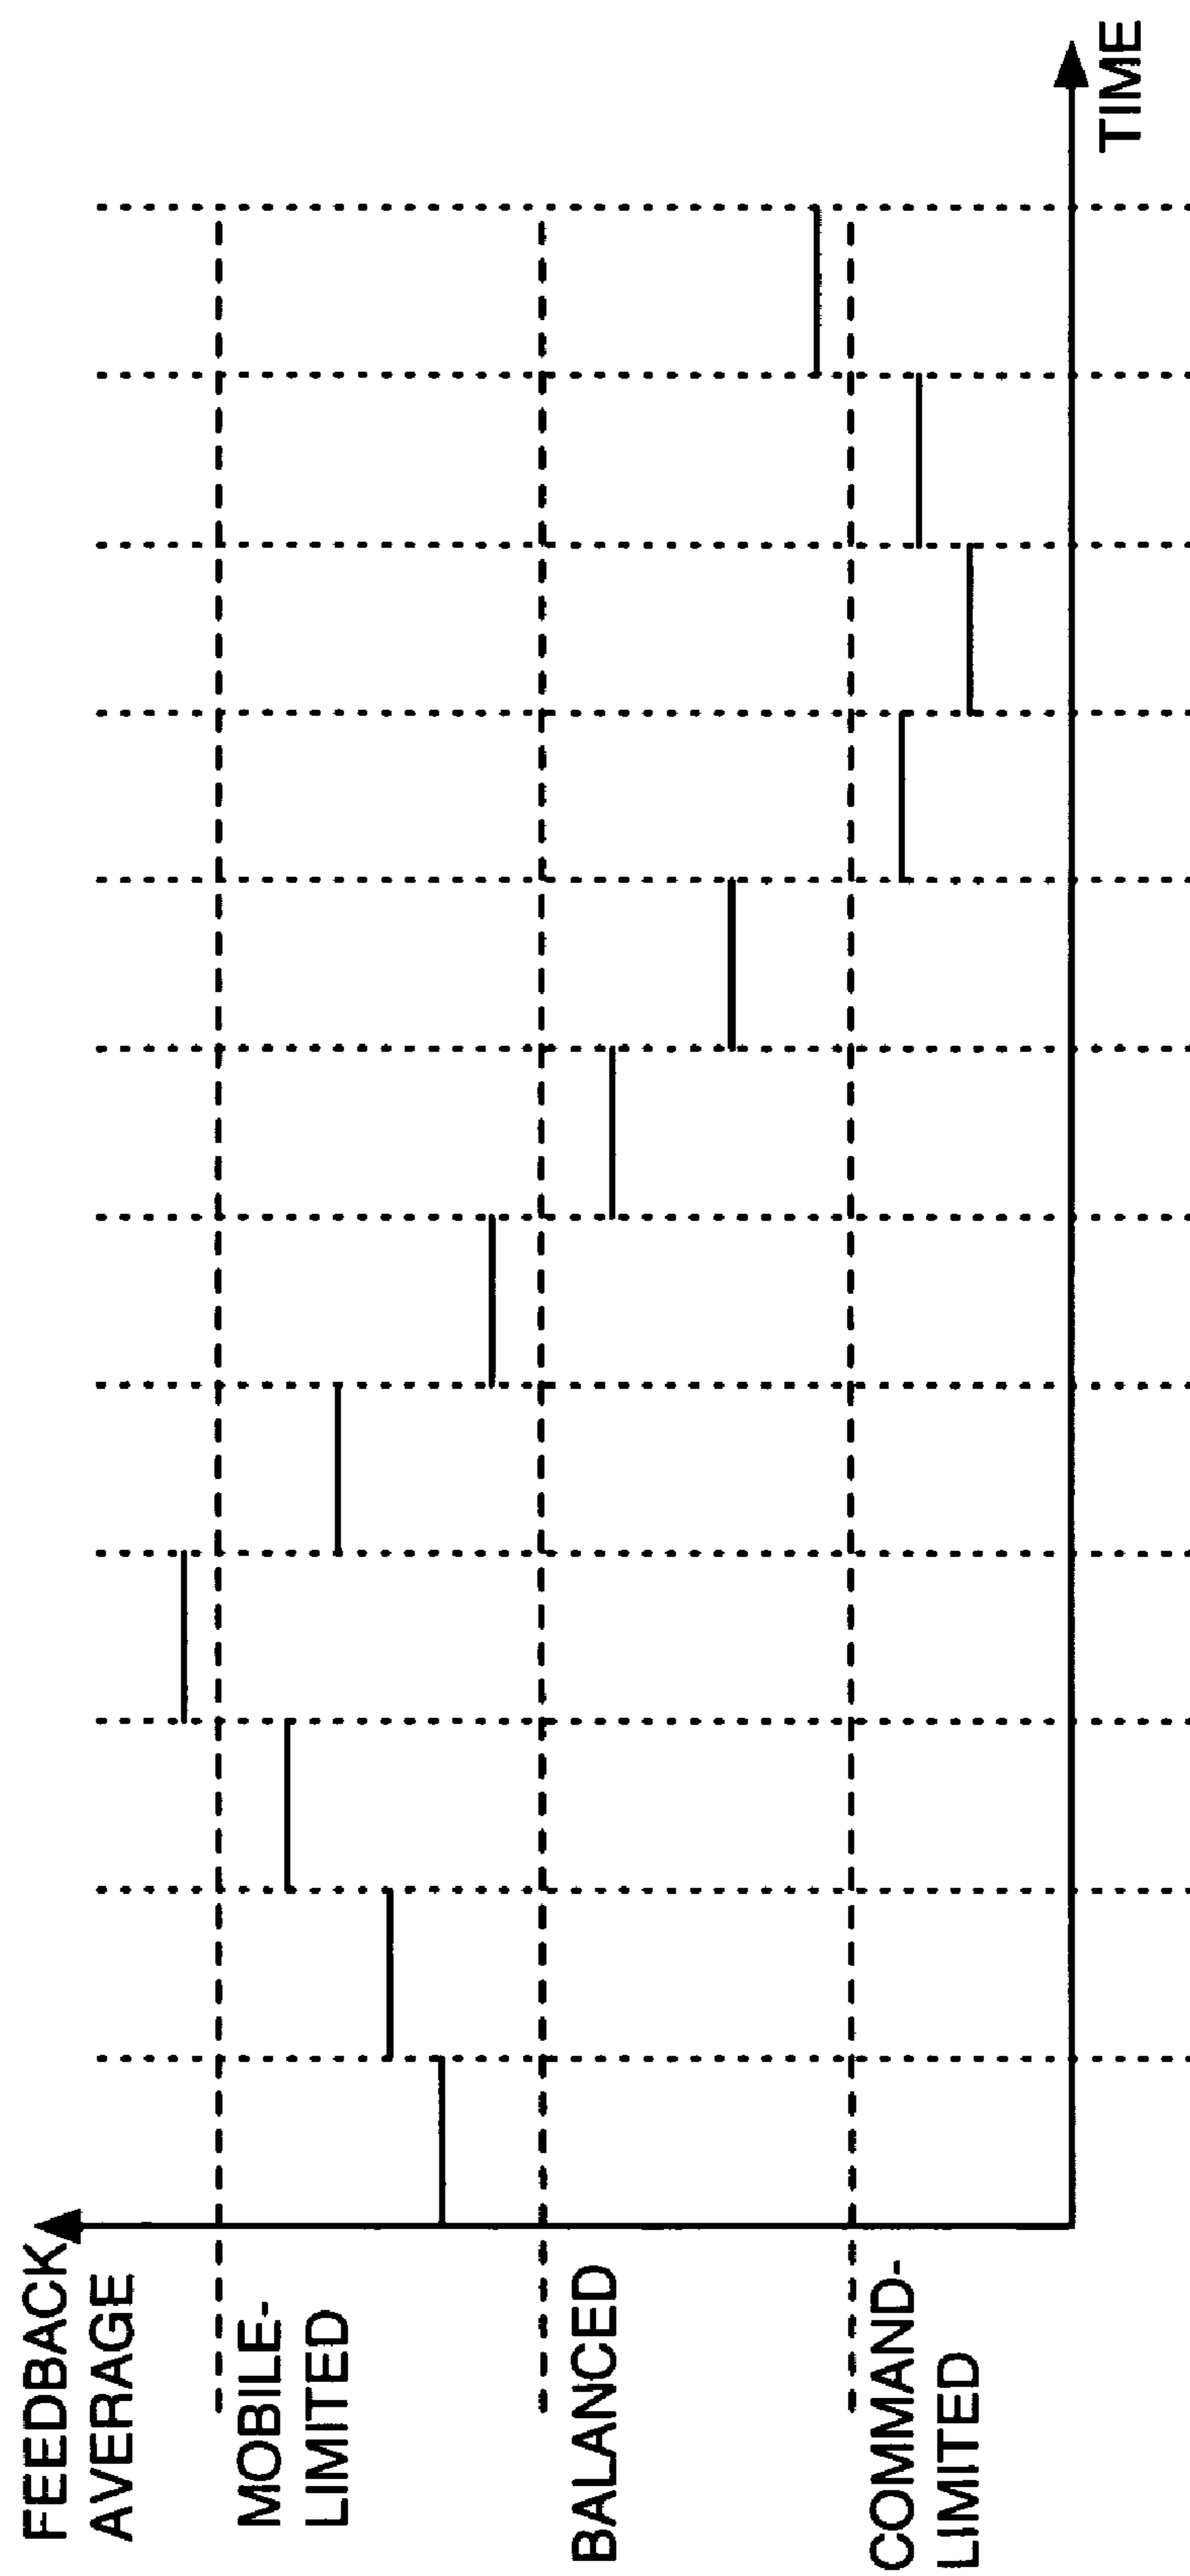 FEEDBACK
AVERAGE
MOBILE-
LIMITED
BALANCED
COMMAND-
LIMITED
TIME